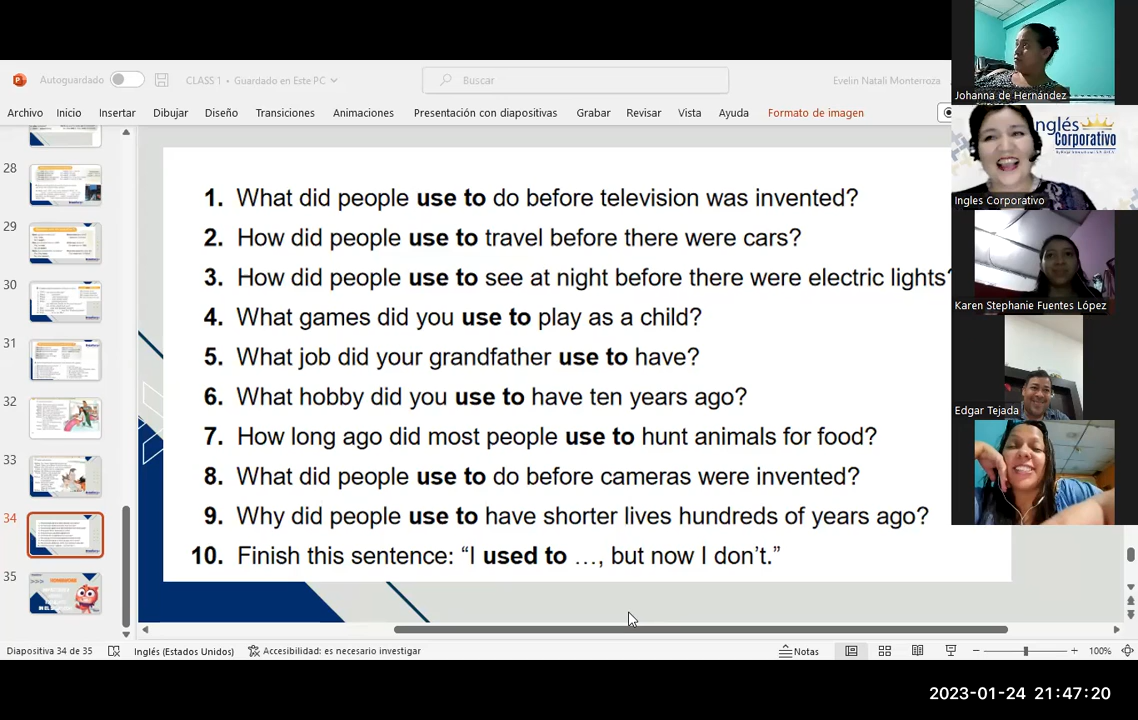 Autoguardado
CLASS 1 • Guardado en Este PC
Buscar
Evelin Natali Monterroza
Archivo Inicio Insertar Dibujar Diseño Transiciones Animaciones Presentación con diapositivas Grabar Revisar Vista Ayuda Formato de imagen
28
29
30
31
32
33
34
35
1. What did people use to do before television was invented?
2. How did people use to travel before there were cars?
3. How did people use to see at night before there were electric lights?
4. What games did you use to play as a child?
5. What job did your grandfather use to have?
6. What hobby did you use to have ten years ago?
7. How long ago did most people use to hunt animals for food?
8. What did people use to do before cameras were invented?
9. Why did people use to have shorter lives hundreds of years ago?
10. Finish this sentence: “I used to …, but now I don’t.”
Johanna de Hernández
Inglés
Corporativo
Ingles Corporativo
Karen Stephanie Fuentes López
Edgar Tejada
Diapositiva 34 de 35
Inglés (Estados Unidos)
Accesibilidad: es necesario investigar
Notas
100%
2023-01-24 21:47:20